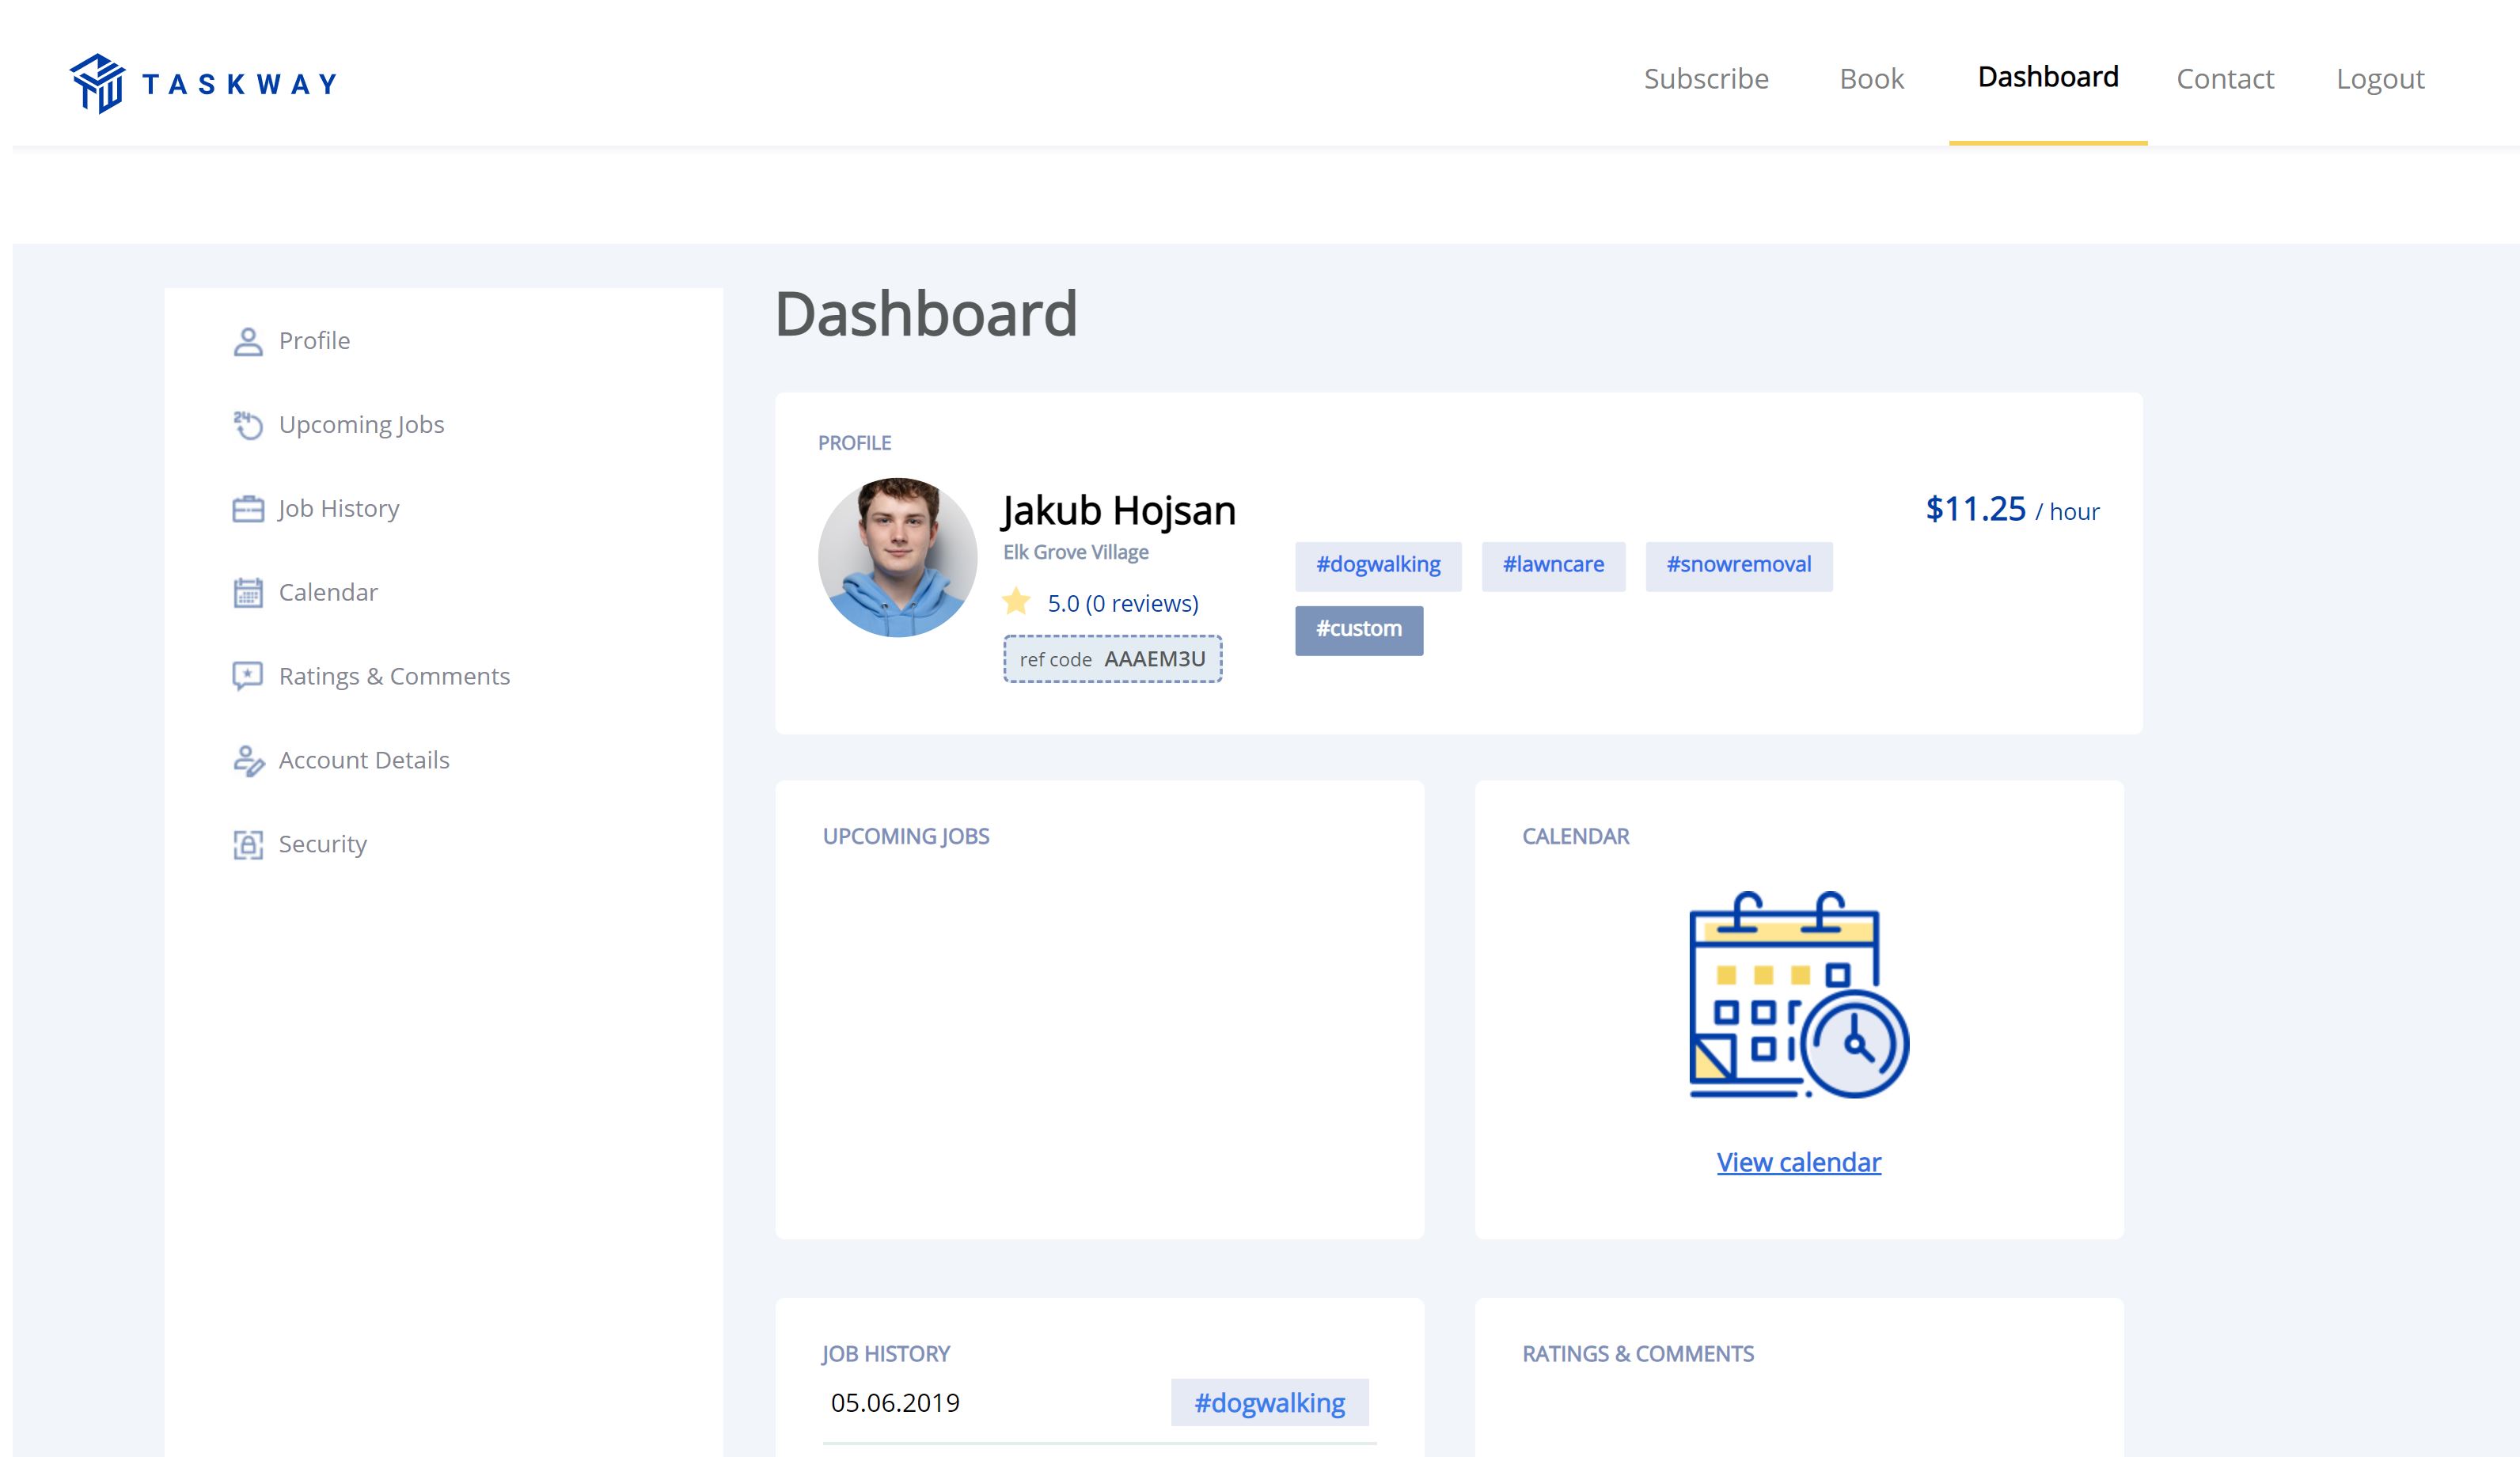 TASKWAY
Subscribe Book Dashboard Contact Logout
Profile
24 Upcoming Jobs
Job History
Calendar
Ratings & Comments
Account Details
Security
Dashboard
PROFILE
Jakub Hojsan
Elk Grove Village
5.0 (0 reviews)
ref code AAAEM3U
#dogwalking #lawncare #snowremoval
#custom
$11.25 / hour
UPCOMING JOBS
CALENDAR
View calendar
JOB HISTORY
05.06.2019 #dogwalking
RATINGS & COMMENTS